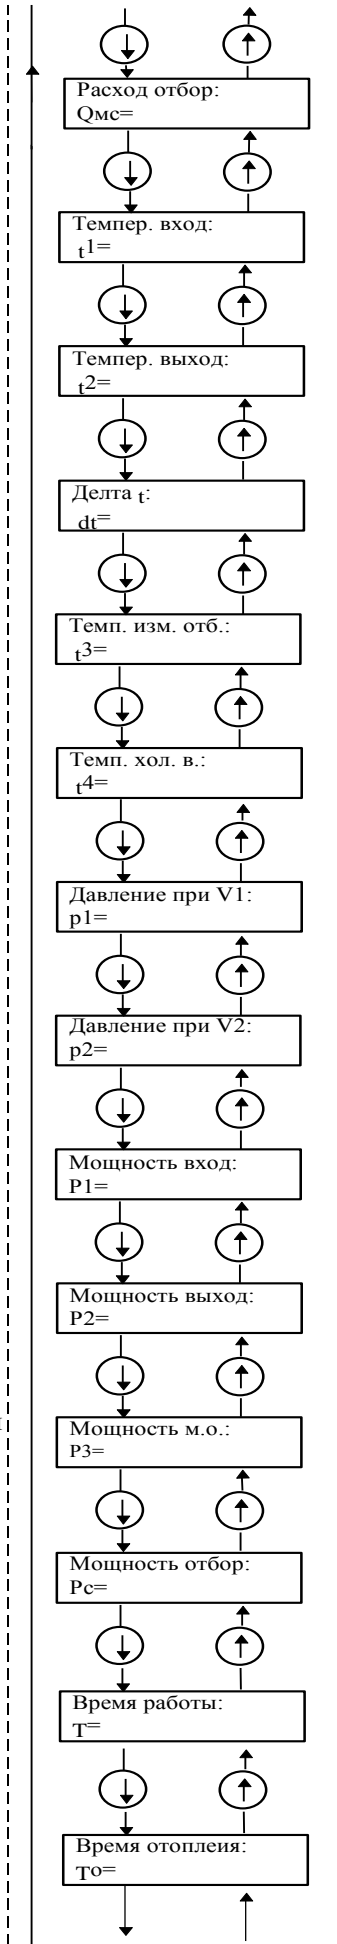 Расход отбор:
Qмс=
Темпер. вход:
t1=
Темпер. выход:
t2=
Делта t:
dt=
Темп. изм. отб.:
t3=
Темп. хол. в.:
t4=
Давление при V1:
p1=
Давление при V2:
p2=
Мощность вход:
P1=
Мощность выход:
P2=
Мощность м.о.:
P3=
Мощность отбор:
Pc=
Время работы:
T=
Время отоплеия:
To=